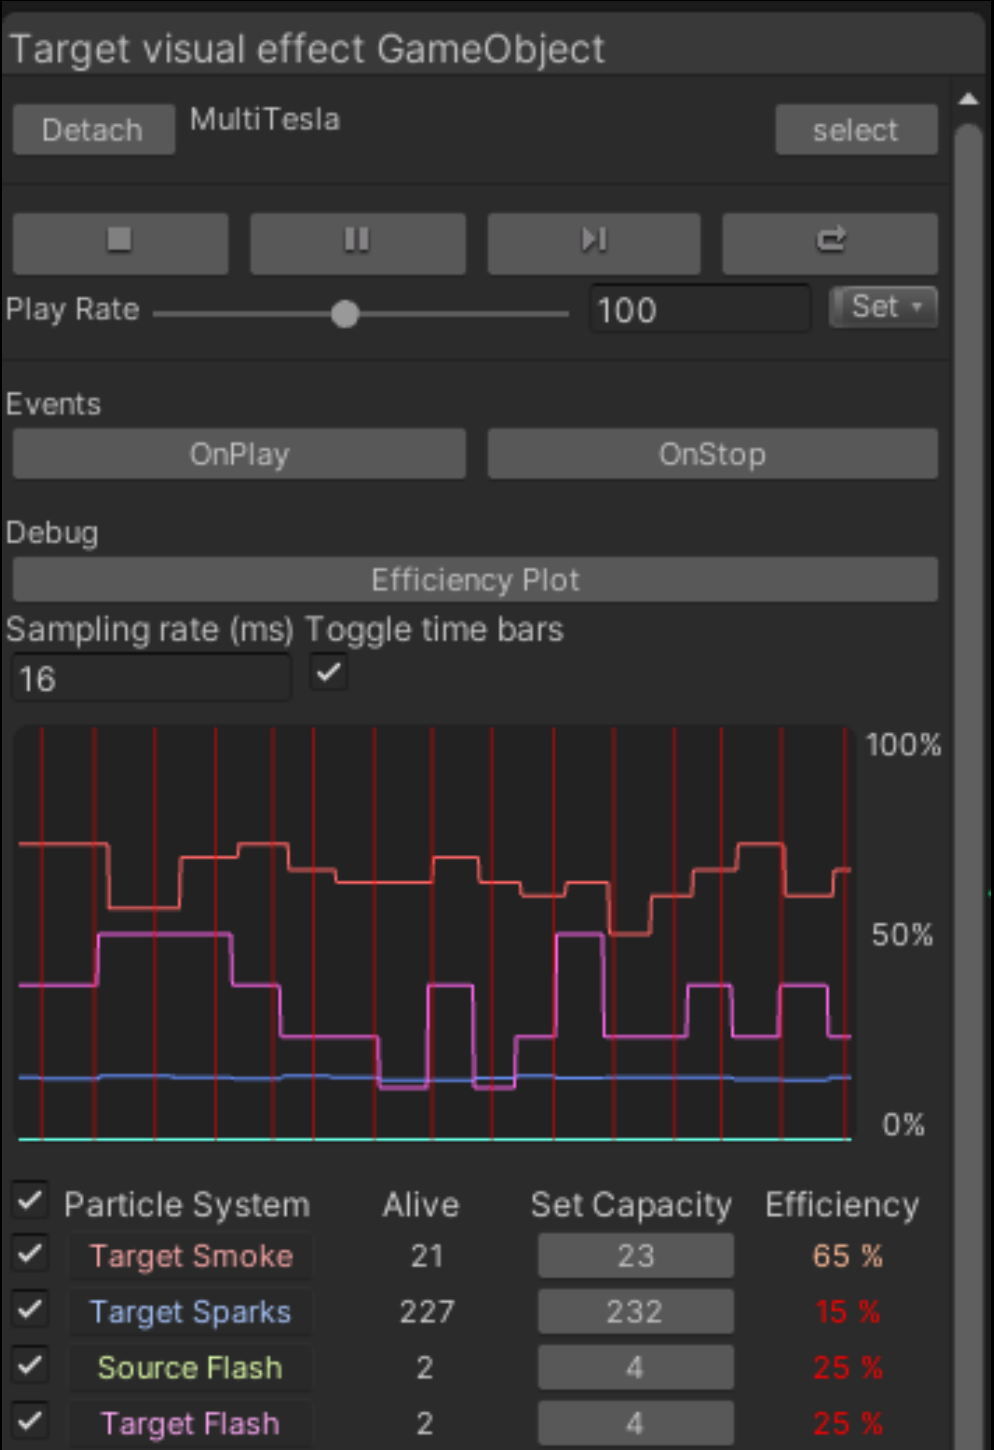 Target visual effect GameObject
Detach MultiTesla select
Play Rate 100 Set
Events
OnPlay OnStop
Debug
Efficiency Plot
Sampling rate (ms) Toggle time bars
16
100%
50%
0%
Particle System Alive Set Capacity Efficiency
Target Smoke 21 23 65 %
Target Sparks 227 232 15 %
Source Flash 2 4 25 %
Target Flash 2 4 25 %